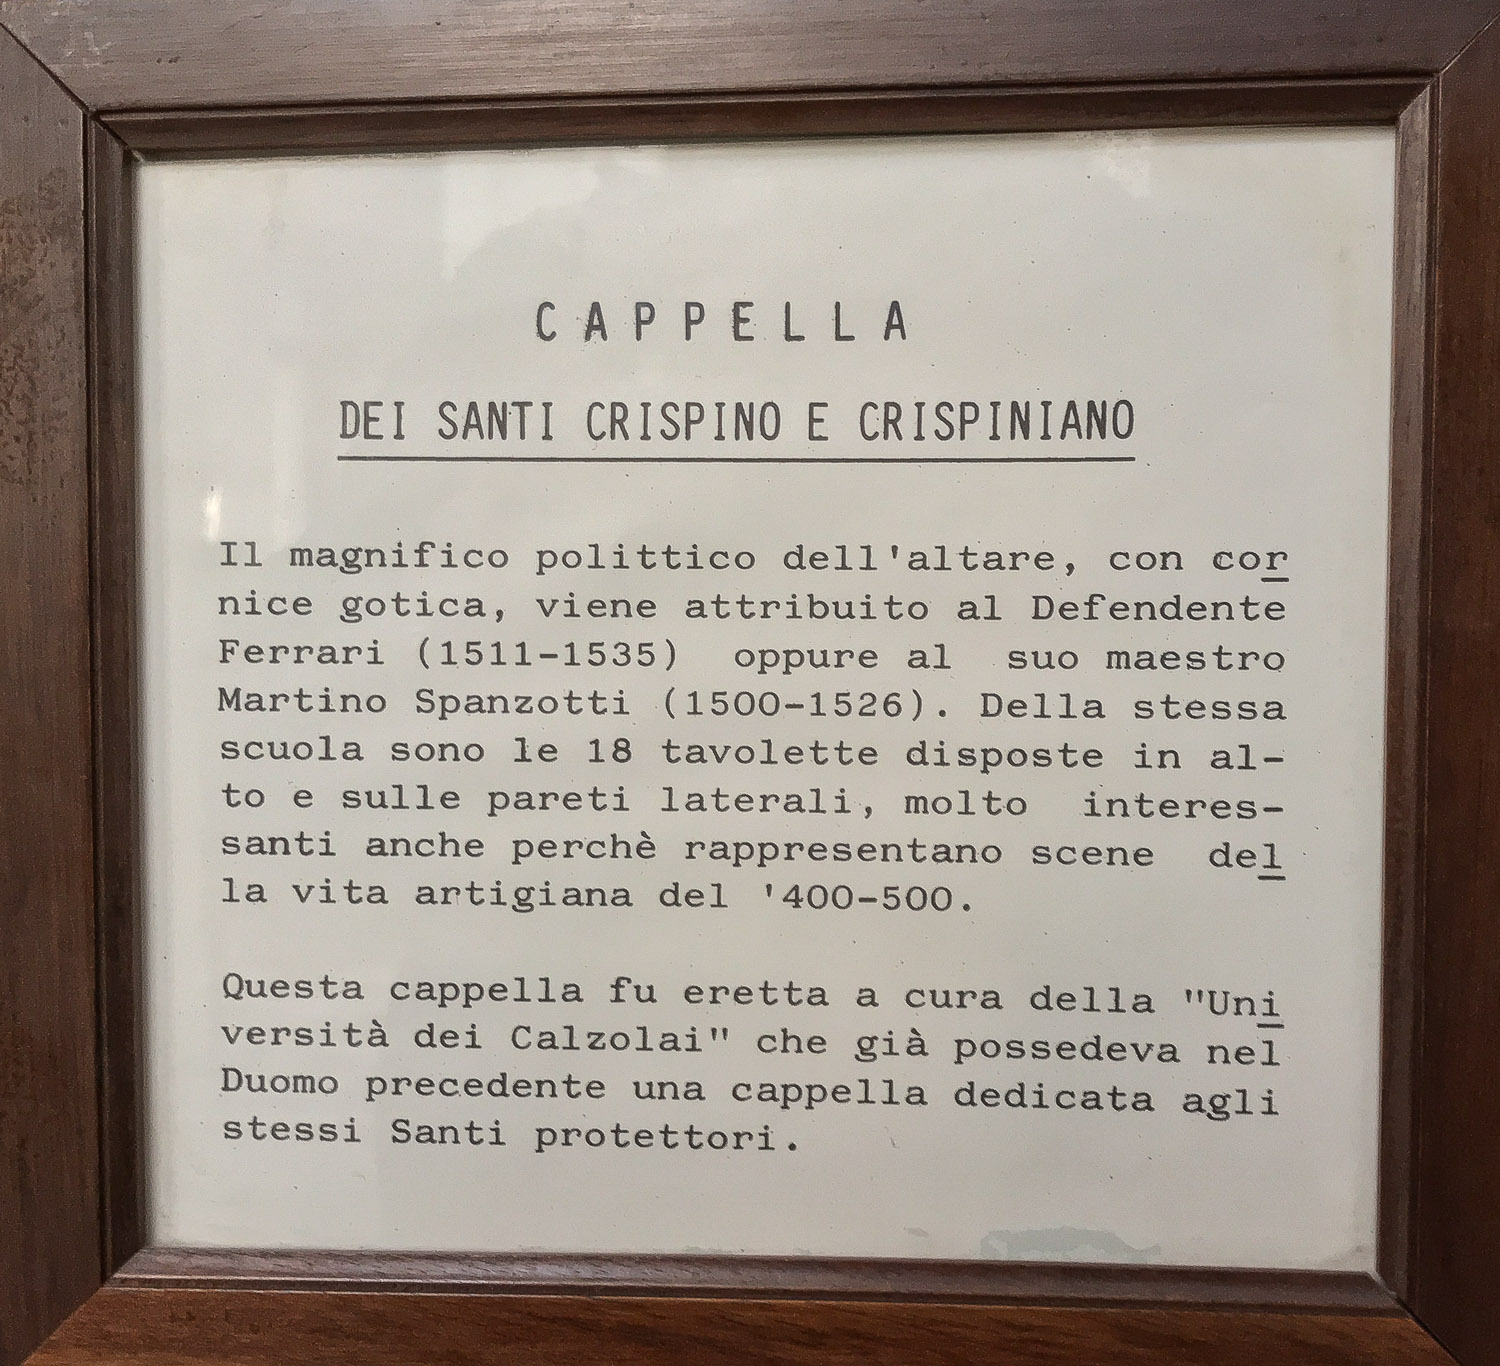 CAPPELLA
DEI SANTI CRISPINO E CRISPINIANO
Il magnifico polittico dell'altare, con cor
nice gotica, viene attribuito al Defendente
Ferrari (1511-1535) oppure al suo maestro
Martino Spanzotti (1500-1526). Della stessa
scuola sono le 18 tavolette disposte in al-
to e sulle pareti laterali, molto interes-
santi anche perchè rappresentano scene del
la vita artigiana del '400-500.
Questa cappella fu eretta a cura della "Uni
versità dei Calzolai" che già possedeva nel
Duomo precedente una cappella dedicata agli
stessi Santi protettori.